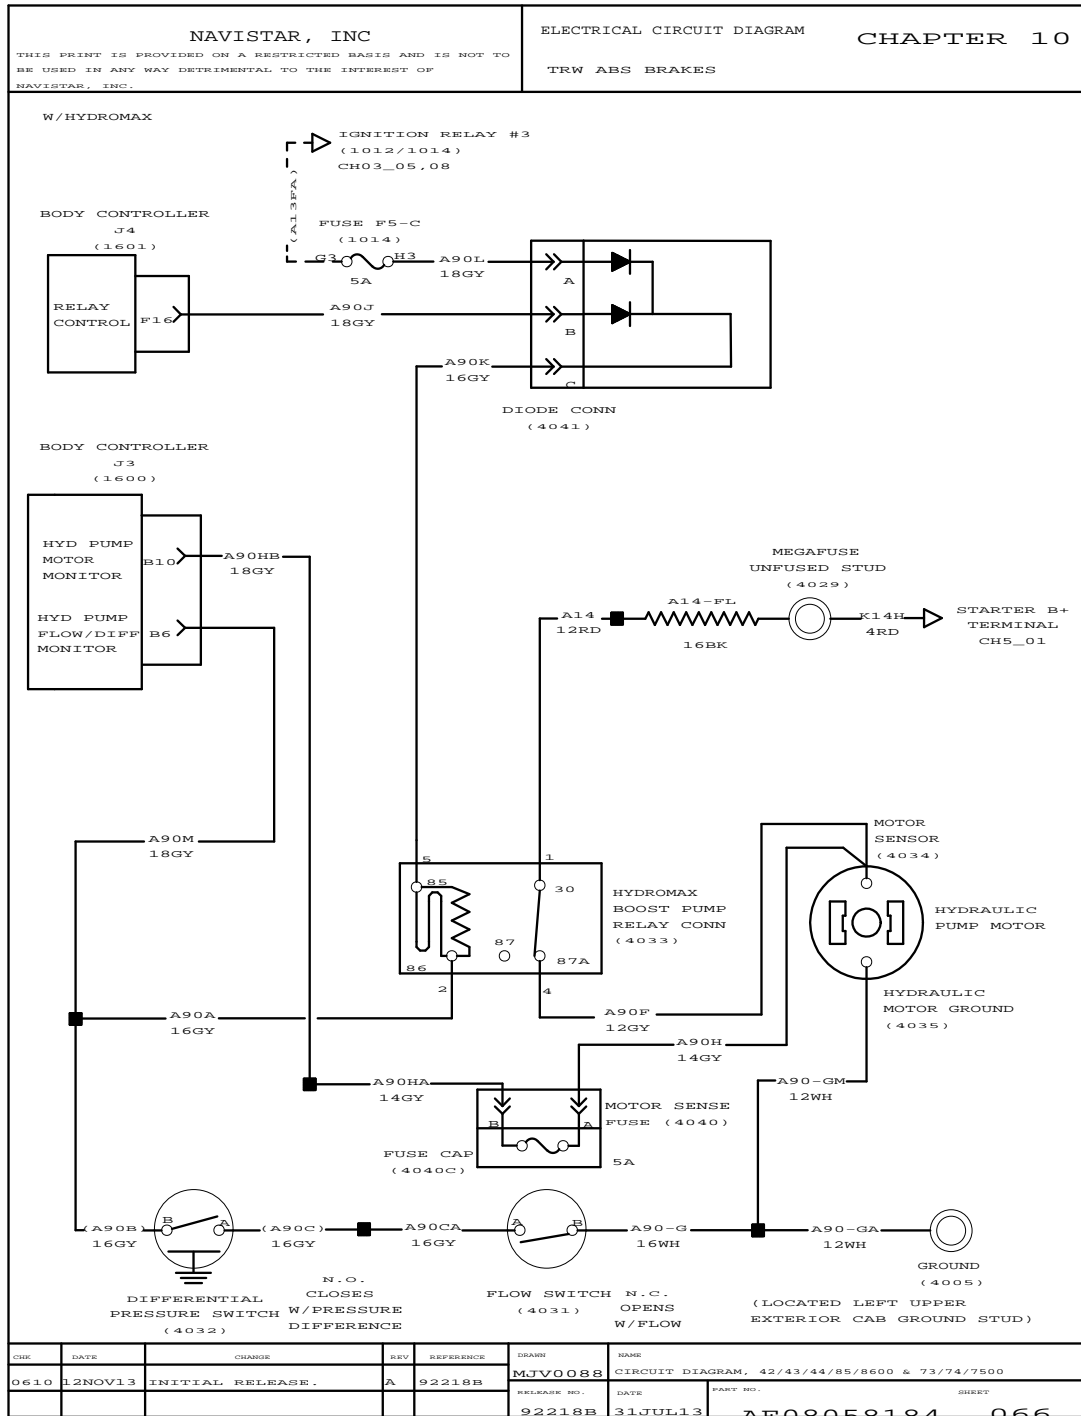 NAVISTAR, INC
THIS PRINT IS PROVIDED ON A RESTRICTED BASIS AND IS NOT TO
BE USED IN ANY WAY DETRIMENTAL TO THE INTEREST OF
NAVISTAR, INC.
ELECTRICAL CIRCUIT DIAGRAM
TRW ABS BRAKES
CHAPTER 10
W/HYDROMAX
IGNITION RELAY #3
(1012/1014)
CH03_05,08
(A13FA)
BODY CONTROLLER
J4
(1601)
RELAY
CONTROL
F16
FUSE F5-C
(1014)
G3
H3
5A
A90L
18GY
A90J
18GY
A90K
16GY
A
B
C
DIODE CONN
(4041)
BODY CONTROLLER
J3
(1600)
HYD PUMP
MOTOR
MONITOR
B10
HYD PUMP
FLOW/DIFF
MONITOR
B6
A90HB
18GY
MEGAFUSE
UNFUSED STUD
(4029)
A14
12RD
A14-FL
16BK
K14H
4RD
STARTER B+
TERMINAL
CH5_01
A90M
18GY
MOTOR
SENSOR
(4034)
5
1
85
30
86
87
87A
2
4
HYDROMAX
BOOST PUMP
RELAY CONN
(4033)
HYDRAULIC
PUMP MOTOR
HYDRAULIC
MOTOR GROUND
(4035)
A90A
16GY
A90F
12GY
A90H
14GY
A90HA
14GY
A90-GM
12WH
B
A
MOTOR SENSE
FUSE (4040)
FUSE CAP
(4040C)
5A
(A90B)
16GY
B
A
(A90C)
16GY
A90CA
16GY
A
B
A90-G
16WH
A90-GA
12WH
GROUND
(4005)
DIFFERENTIAL
PRESSURE SWITCH
(4032)
N.O.
CLOSES
W/PRESSURE
DIFFERENCE
FLOW SWITCH
(4031)
N.C.
OPENS
W/FLOW
(LOCATED LEFT UPPER
EXTERIOR CAB GROUND STUD)
CHK
DATE
CHANGE
REV
REFERENCE
0610
12NOV13
INITIAL RELEASE.
A
92218B
DRAWN
MJV0088
NAME
CIRCUIT DIAGRAM, 42/43/44/85/8600 & 73/74/7500
RELEASE NO.
92218B
DATE
31JUL13
PART NO.
AE08058184
SHEET
066